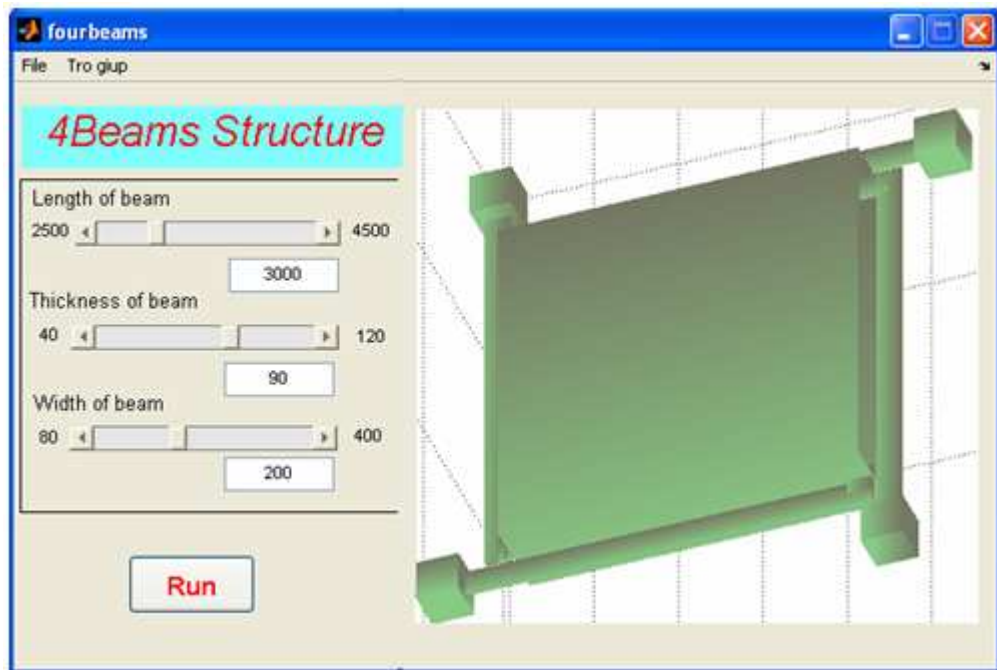 fourbeams
File Tro giup
4Beams Structure
Length of beam
2500 4500
3000
Thickness of beam
40 120
90
Width of beam
80 400
200
Run